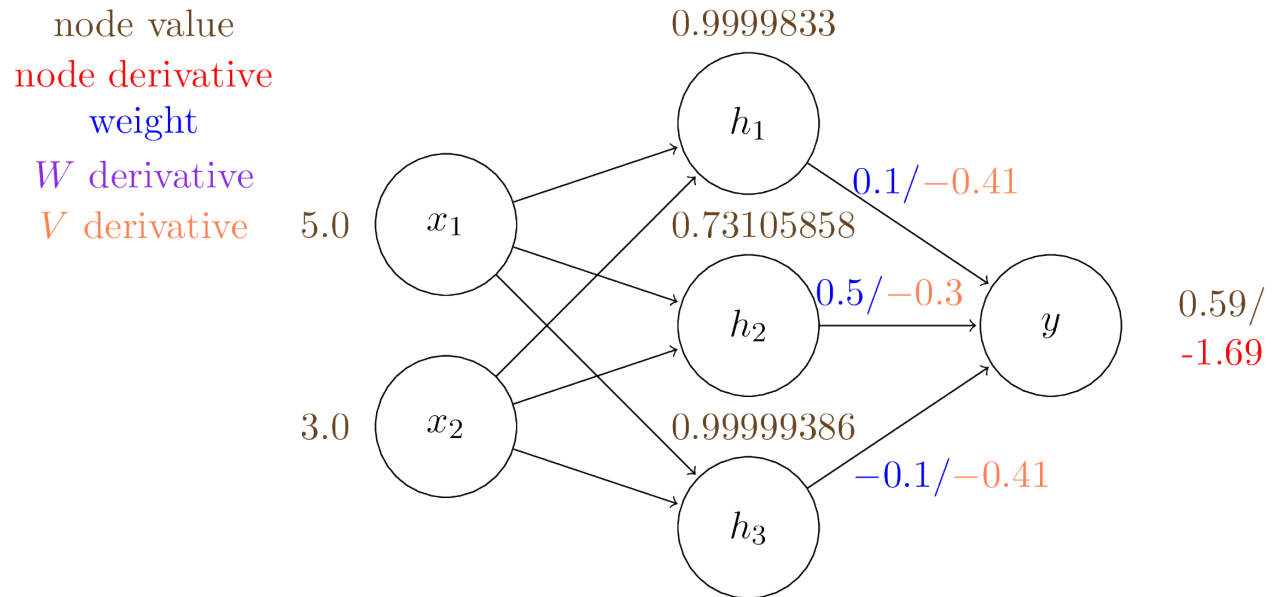 node value
node derivative
weight
W derivative
V derivative
0.9999833
h₁
0.1/−0.41
5.0
x₁
0.73105858
h₂
0.5/−0.3
y
0.59/
-1.69
3.0
x₂
0.99999386
h₃
−0.1/−0.41